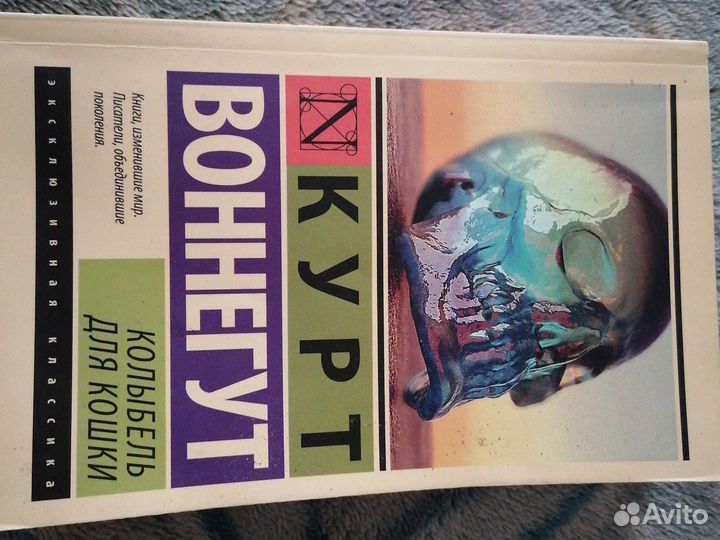 N
КУРТ
ВОННЕГУТ
Книги, изменившие мир.
Писатели, объединившие
поколения.
КОЛЫБЕЛЬ
ДЛЯ КОШКИ
ЭКСКЛЮЗИВНАЯ КЛАССИКА
Avito